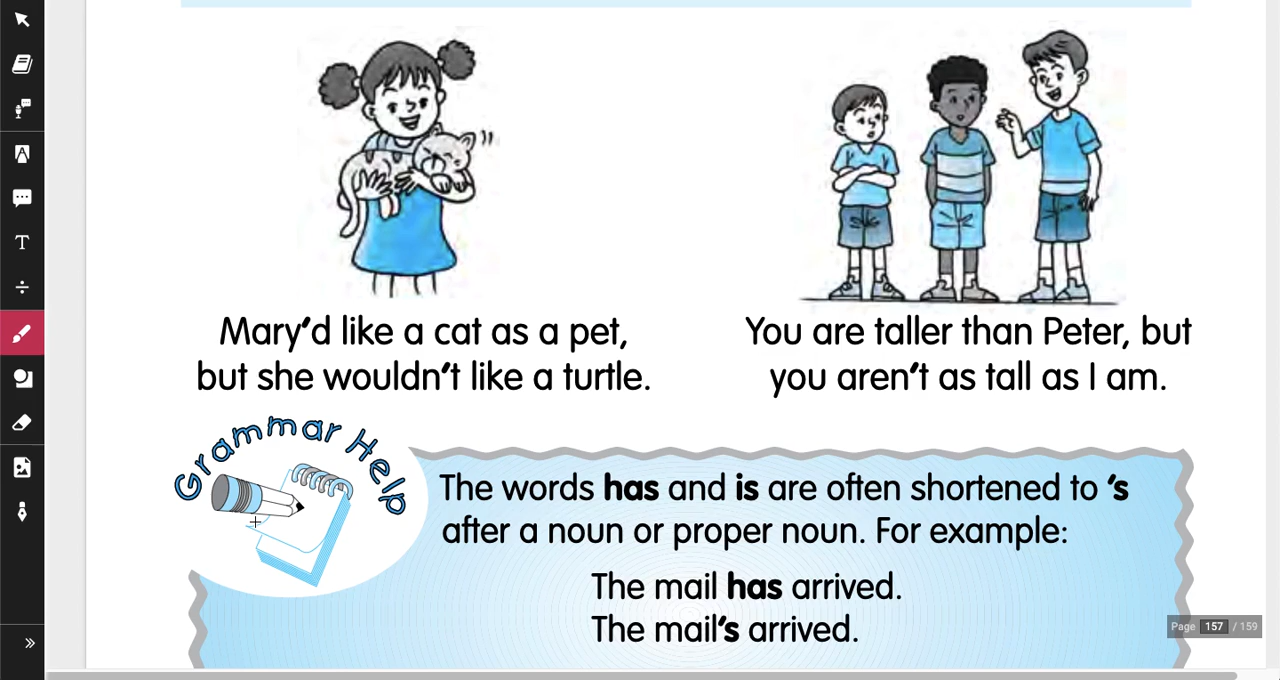 Mary'd like a cat as a pet,
but she wouldn't like a turtle.
You are taller than Peter, but
you aren't as tall as I am.
Grammar Help
The words has and is are often shortened to 's
after a noun or proper noun. For example:
The mail has arrived.
The mail's arrived.
Page 157 / 159